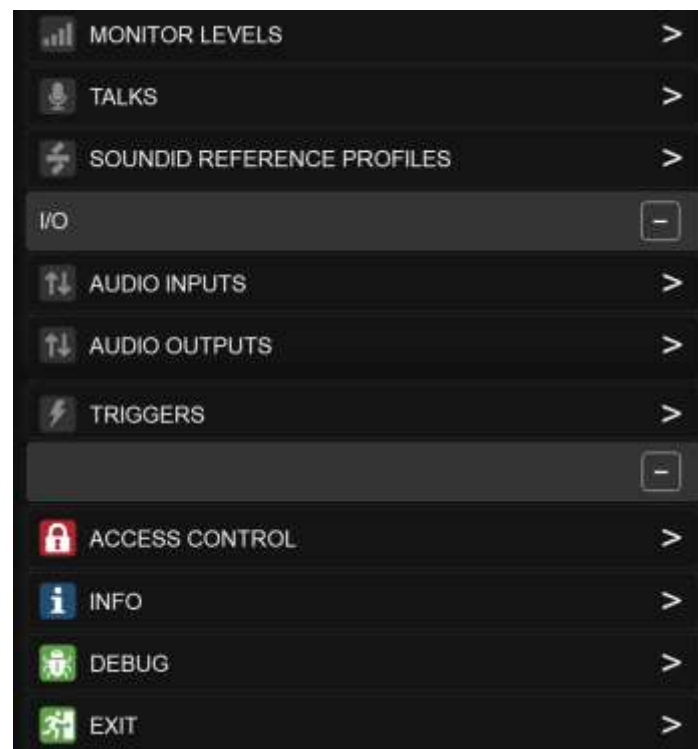 MONITOR LEVELS >
TALKS >
SOUNDID REFERENCE PROFILES >
I/O -
AUDIO INPUTS >
AUDIO OUTPUTS >
TRIGGERS >
-
ACCESS CONTROL >
INFO >
DEBUG >
EXIT >